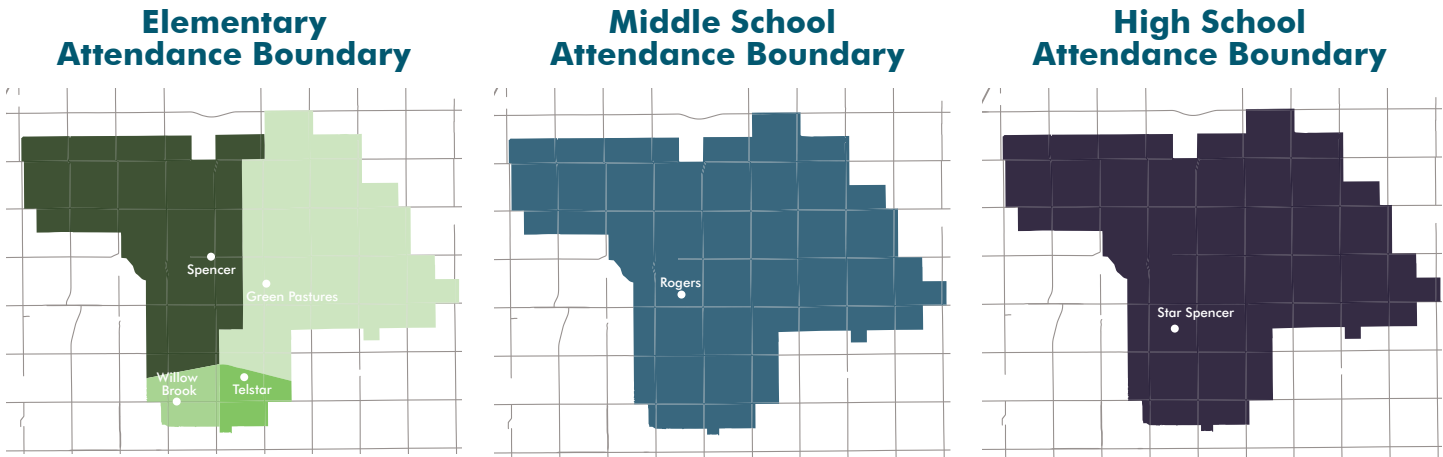 Elementary
Attendance Boundary
Spencer
Green Pastures
Willow
Brook
Telstar
Middle School
Attendance Boundary
Rogers
High School
Attendance Boundary
Star Spencer